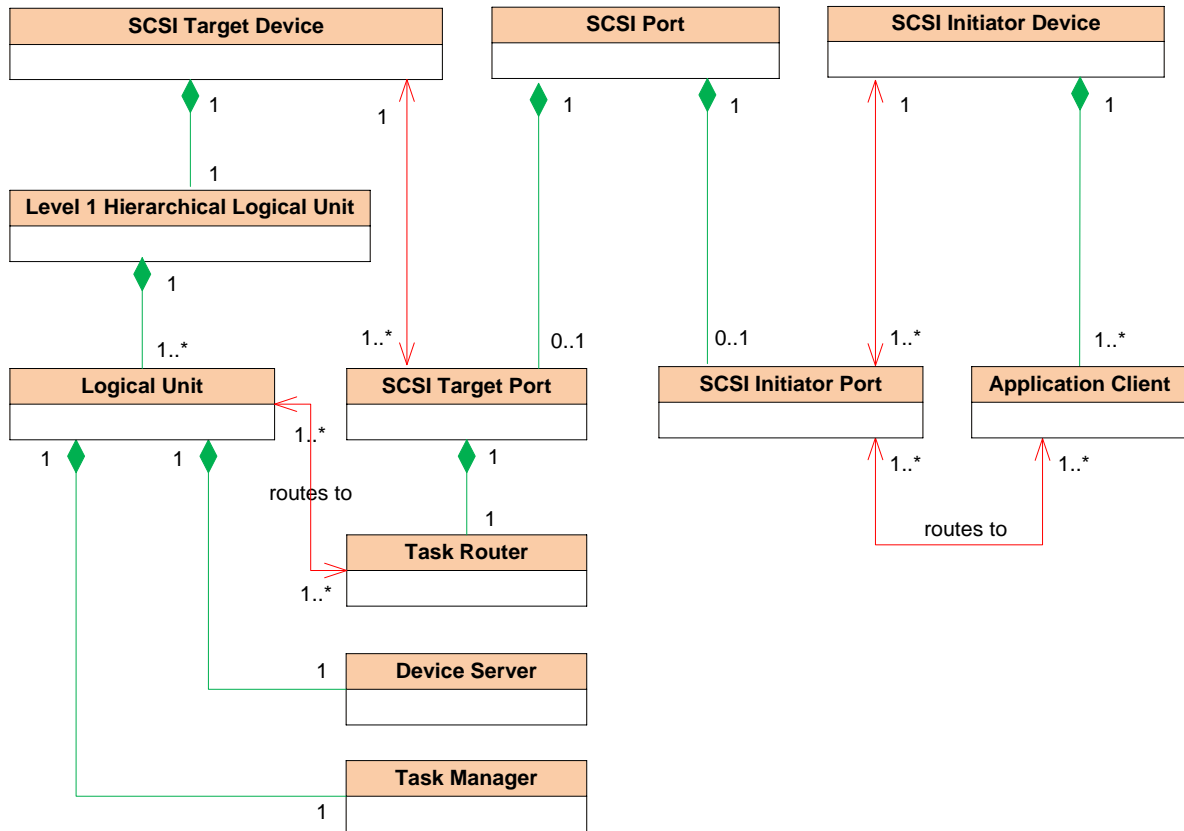 SCSI Target Device
SCSI Port
SCSI Initiator Device
1
1
1
1
1
1
1
Level 1 Hierarchical Logical Unit
1
1..*
1..*
0..1
0..1
1..*
1..*
Logical Unit
SCSI Target Port
SCSI Initiator Port
Application Client
1
1
1..*
1
1..*
1..*
routes to
1
routes to
Task Router
1..*
1
Device Server
Task Manager
1